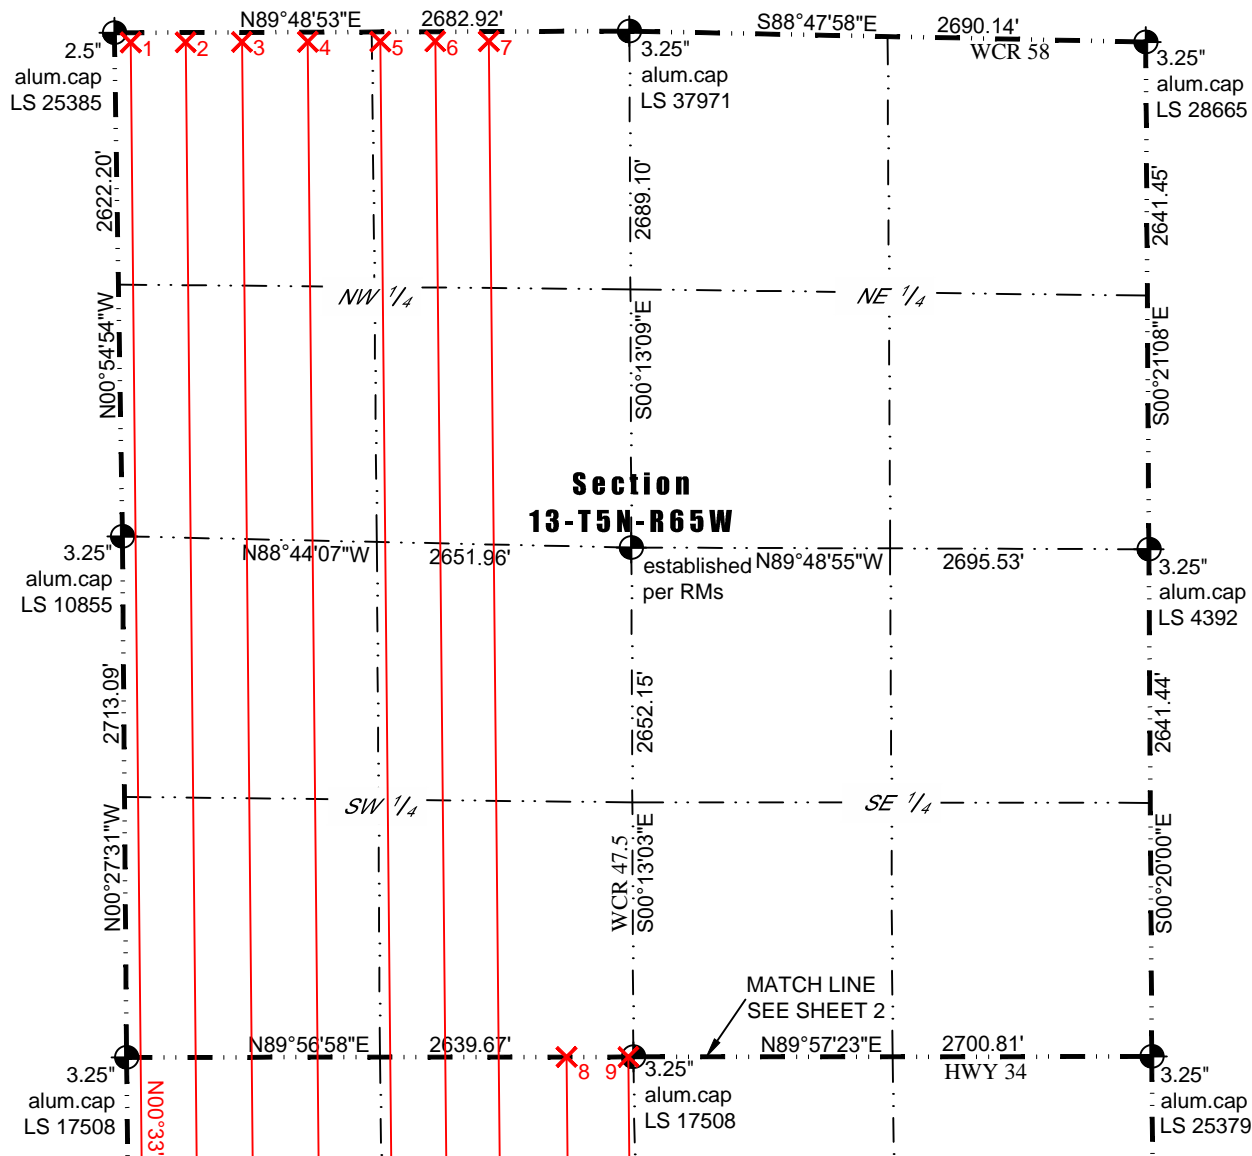 N89°48'53"E 2682.92' S88°47'58"E 2690.14'
WCR 58
1 2 3 4 5 6 7
2.5"
alum.cap
LS 25385
3.25"
alum.cap
LS 37971
3.25"
alum.cap
LS 28665
2622.20'
N00°54'54"W
2689.10'
S00°13'09"E
2641.45'
S00°21'08"E
NW 1/4
NE 1/4
Section
13-T5N-R65W
N88°44'07"W 2651.96'
N89°48'55"W 2695.53'
3.25"
alum.cap
LS 10855
established
per RMs
3.25"
alum.cap
LS 4392
2713.09'
N00°27'31"W
2652.15'
S00°13'03"E
WCR 47.5
2641.44'
S00°20'00"E
SW 1/4
SE 1/4
MATCH LINE
SEE SHEET 2
N89°56'58"E 2639.67'
N89°57'23"E 2700.81'
HWY 34
8 9
3.25"
alum.cap
LS 17508
N00°33'
3.25"
alum.cap
LS 17508
3.25"
alum.cap
LS 25379